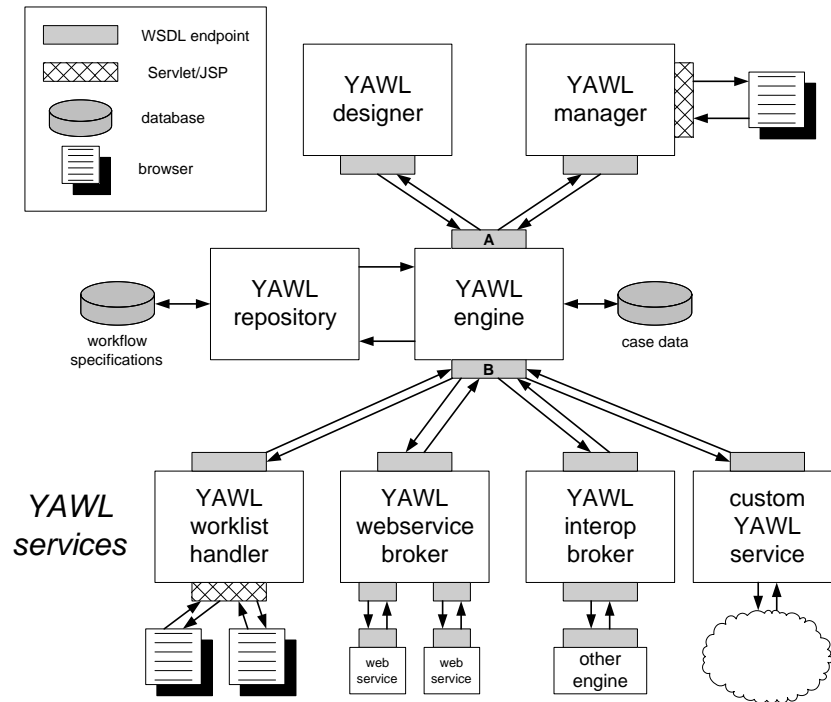 WSDL endpoint
Servlet/JSP
database
browser
YAWL
designer
YAWL
manager
A
YAWL
repository
YAWL
engine
workflow
specifications
case data
B
YAWL
services
YAWL
worklist
handler
YAWL
webservice
broker
YAWL
interop
broker
custom
YAWL
service
web
service
web
service
other
engine